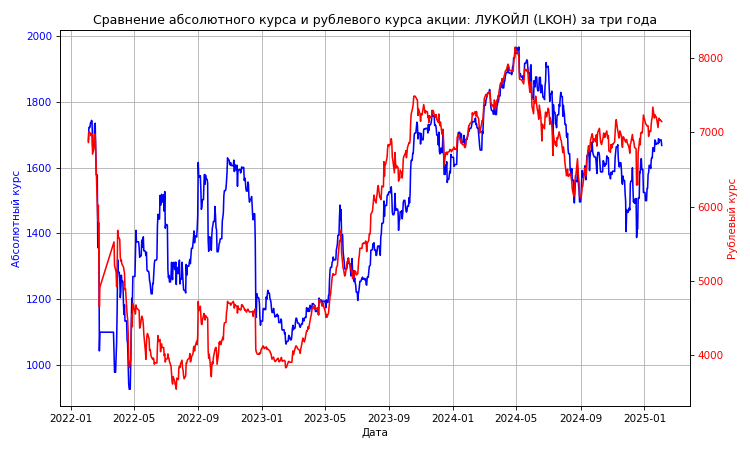 Сравнение абсолютного курса и рублевого курса акции: ЛУКОЙЛ (LKOH) за три года
2000
1800
1600
1400
1200
1000
Абсолютный курс
8000
7000
6000
5000
4000
Рублевый курс
2022-01 2022-05 2022-09 2023-01 2023-05 2023-09 2024-01 2024-05 2024-09 2025-01
Дата